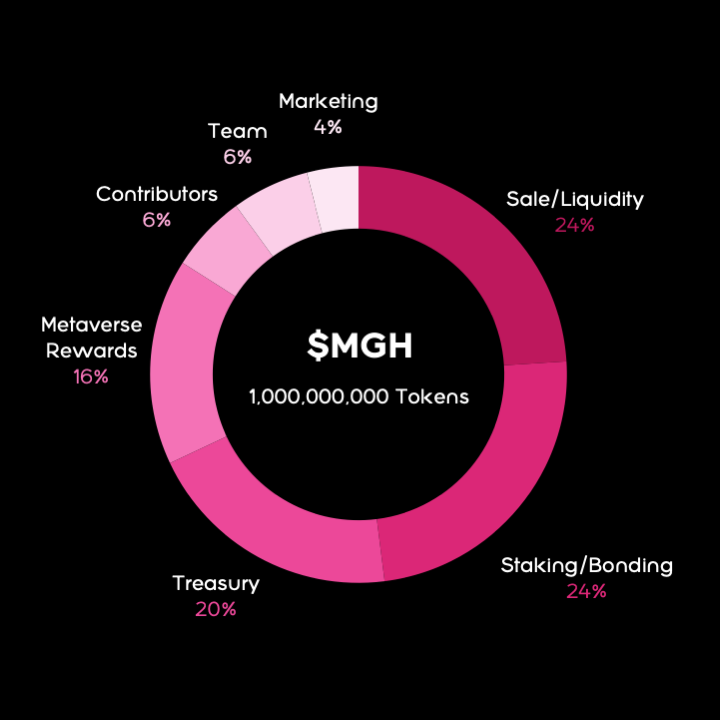 Marketing
4%
Team
6%
Contributors
6%
Sale/Liquidity
24%
Metaverse
Rewards
16%
$MGH
1,000,000,000 Tokens
Staking/Bonding
24%
Treasury
20%